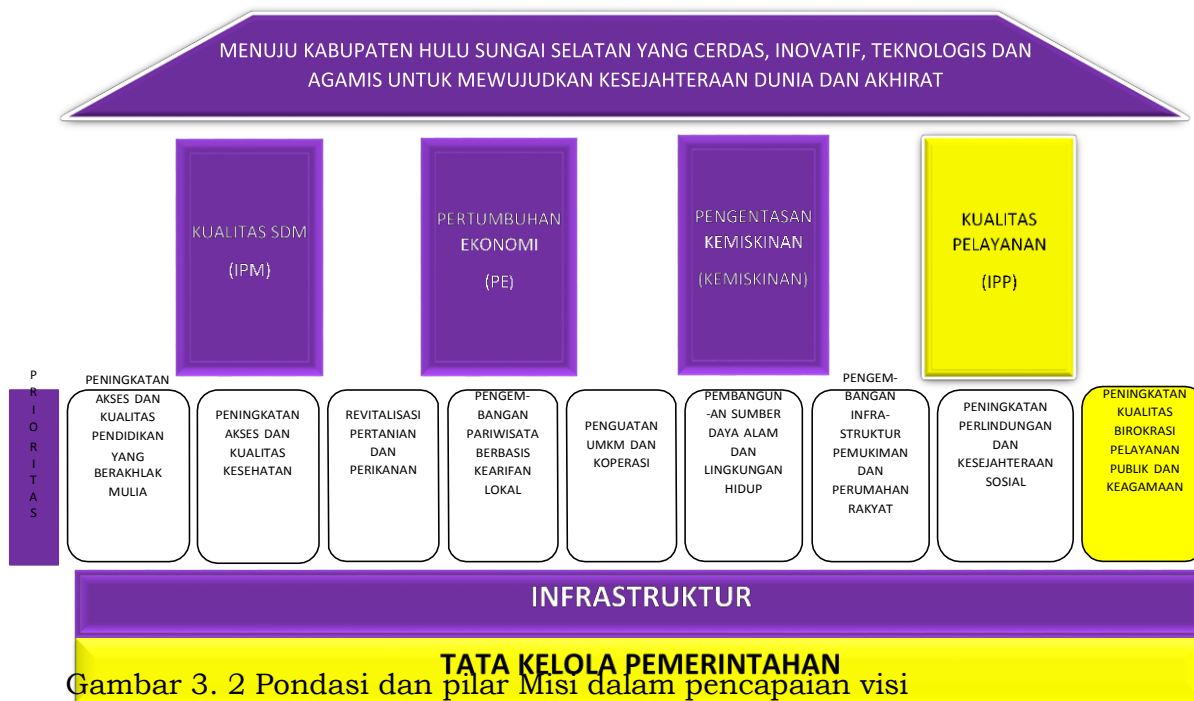 MENUJU KABUPATEN HULU SUNGAI SELATAN YANG CERDAS, INOVATIF, TEKNOLOGIS DAN
AGAMIS UNTUK MEWUJUDKAN KESEJAHTERAAN DUNIA DAN AKHIRAT
KUALITAS SDM
(IPM)
PERTUMBUHAN
EKONOMI
(PE)
PENGENTASAN
KEMISKINAN
(KEMISKINAN)
KUALITAS
PELAYANAN
(IPP)
P
R
I
O
R
I
T
A
S
PENINGKATAN
AKSES DAN
KUALITAS
PENDIDIKAN
YANG
BERAKHLAK
MULIA
PENINGKATAN
AKSES DAN
KUALITAS
KESEHATAN
REVITALISASI
PERTANIAN
DAN
PERIKANAN
PENGEM-
BANGAN
PARIWISATA
BERBASIS
KEARIFAN
LOKAL
PENGUATAN
UMKM DAN
KOPERASI
PEMBANGUN
-AN SUMBER
DAYA ALAM
DAN
LINGKUNGAN
HIDUP
PENGEM-
BANGAN
INFRA-
STRUKTUR
PEMUKIMAN
DAN
PERUMAHAN
RAKYAT
PENINGKATAN
PERLINDUNGAN
DAN
KESEJAHTERAAN
SOSIAL
PENINGKATAN
KUALITAS
BIROKRASI
PELAYANAN
PUBLIK DAN
KEAGAMAAN
INFRASTRUKTUR
TATA KELOLA PEMERINTAHAN
Gambar 3. 2 Pondasi dan pilar Misi dalam pencapaian visi